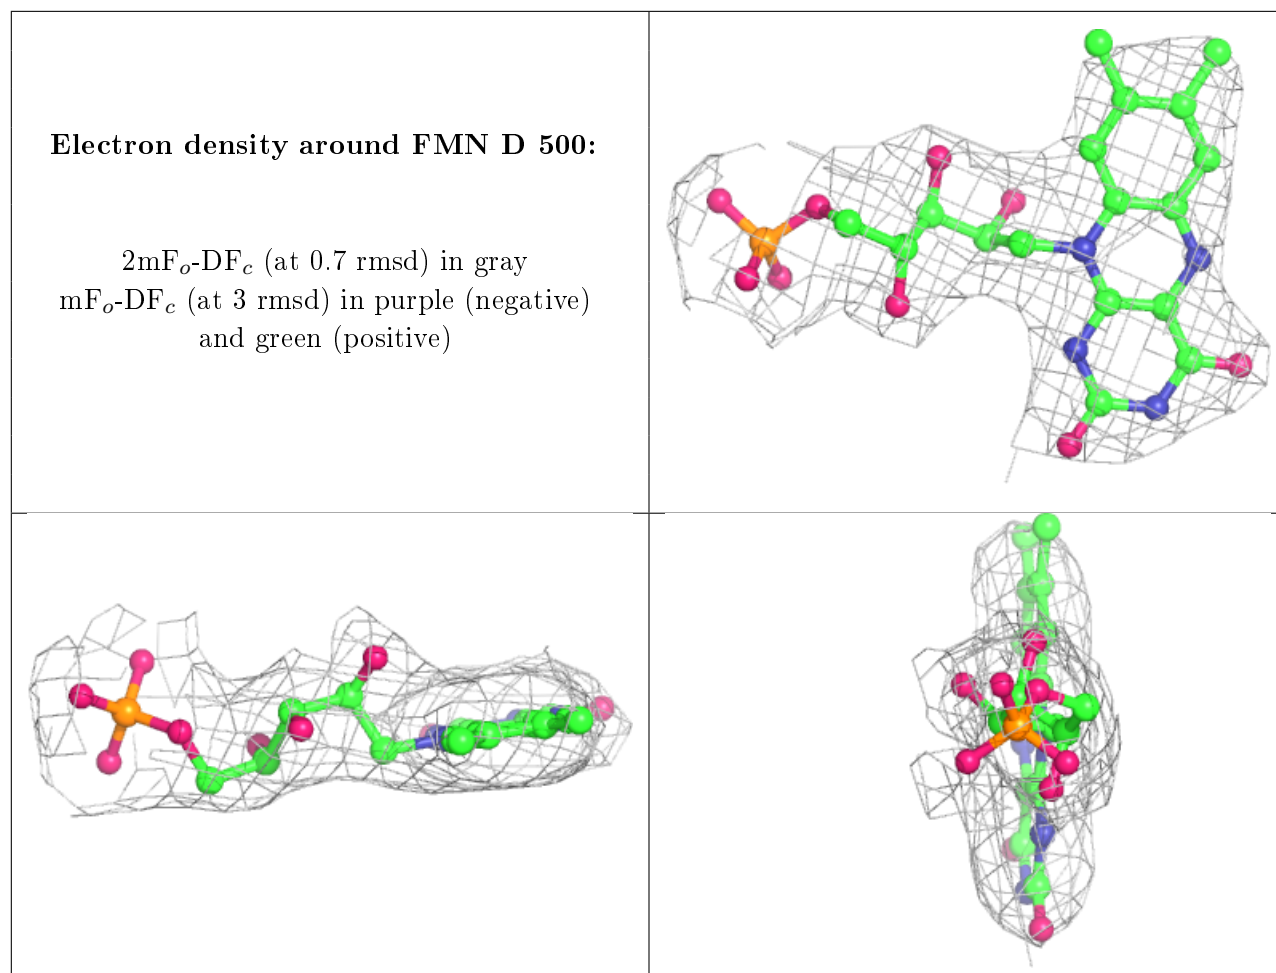 Electron density around FMN D 500:
2mFo-DFc (at 0.7 rmsd) in gray
mFo-DFc (at 3 rmsd) in purple (negative)
and green (positive)